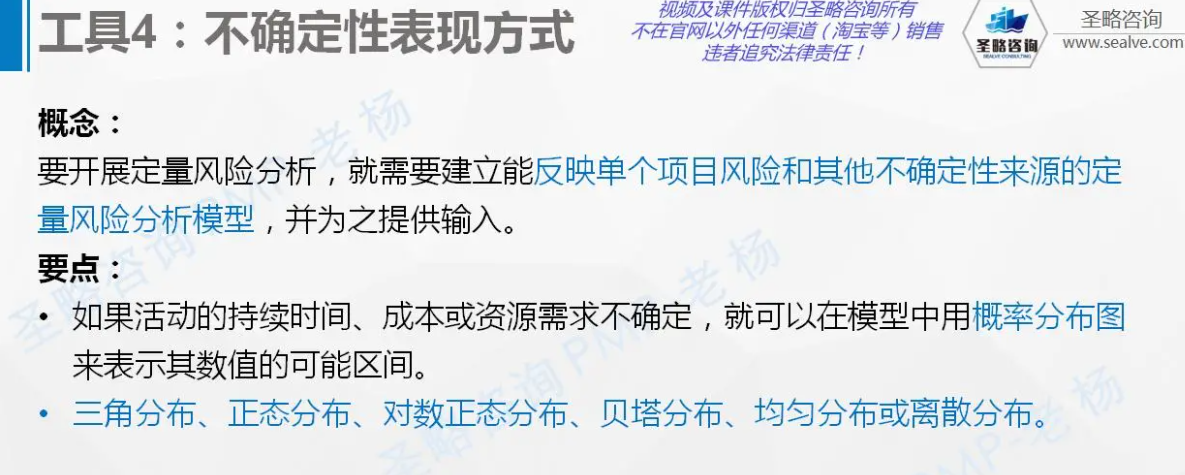 工具4：不确定性表现方式
视频及课件版权归圣略咨询所有
不在官网以外任何渠道（淘宝等）销售
违者追究法律责任！
圣略咨询
SEALVE CONSULTING
圣略咨询
www.sealve.com
概念：
要开展定量风险分析，就需要建立能反映单个项目风险和其他不确定性来源的定
量风险分析模型，并为之提供输入。
要点：
• 如果活动的持续时间、成本或资源需求不确定，就可以在模型中用概率分布图
来表示其数值的可能区间。
• 三角分布、正态分布、对数正态分布、贝塔分布、均匀分布或离散分布。
圣略咨询 PMP-老杨
圣略咨询 PMP-老杨